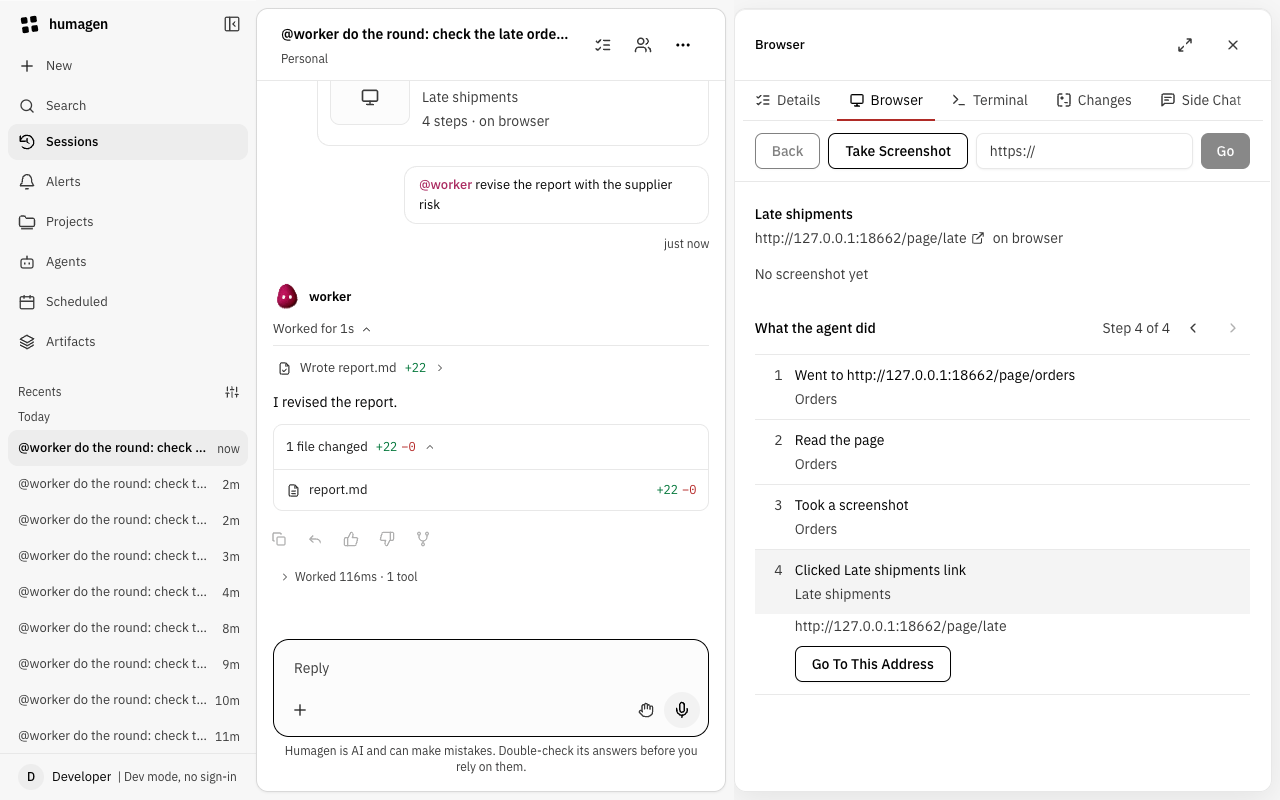 humagen
New
Search
Sessions
Alerts
Projects
Agents
Scheduled
Artifacts
Recents
Today
@worker do the round: check ... now
@worker do the round: check t... 2m
@worker do the round: check t... 2m
@worker do the round: check t... 3m
@worker do the round: check t... 4m
@worker do the round: check t... 8m
@worker do the round: check t... 9m
@worker do the round: check t... 10m
@worker do the round: check t... 11m
D Developer | Dev mode, no sign-in
@worker do the round: check the late orde...
Personal
Late shipments
4 steps · on browser
@worker revise the report with the supplier
risk
just now
worker
Worked for 1s
Wrote report.md +22
I revised the report.
1 file changed +22 −0
report.md +22 −0
Worked 116ms · 1 tool
Reply
Humagen is AI and can make mistakes. Double-check its answers before you
rely on them.
Browser
Details Browser Terminal Changes Side Chat
Back Take Screenshot https:// Go
Late shipments
http://127.0.0.1:18662/page/late on browser
No screenshot yet
What the agent did Step 4 of 4
1 Went to http://127.0.0.1:18662/page/orders
Orders
2 Read the page
Orders
3 Took a screenshot
Orders
4 Clicked Late shipments link
Late shipments
http://127.0.0.1:18662/page/late
Go To This Address